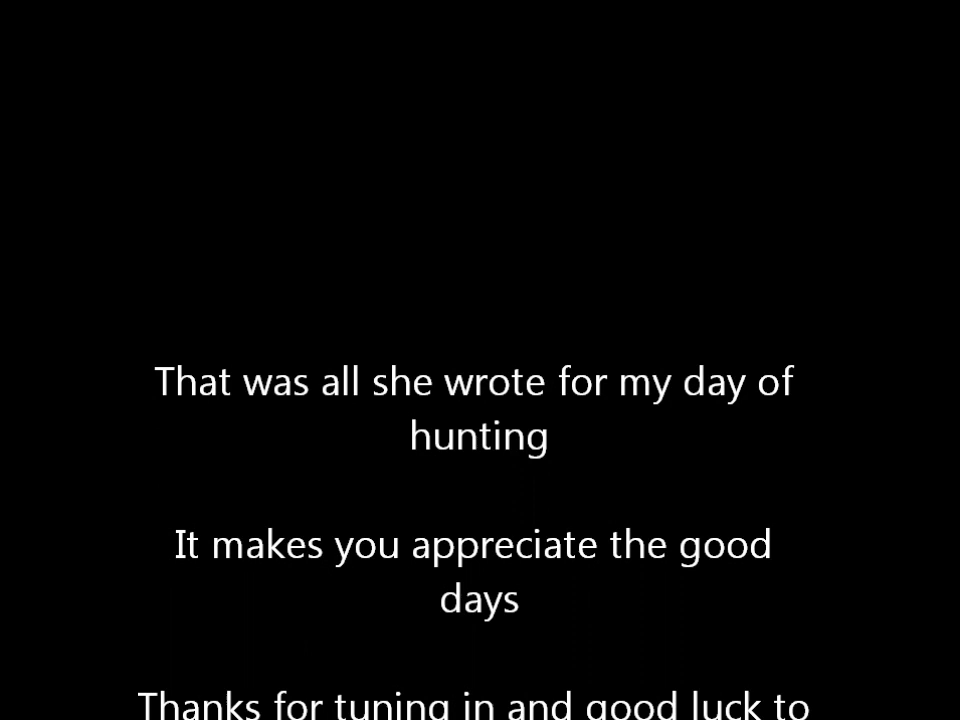 That was all she wrote for my day of
hunting
It makes you appreciate the good
days
Thanks for tuning in and good luck to